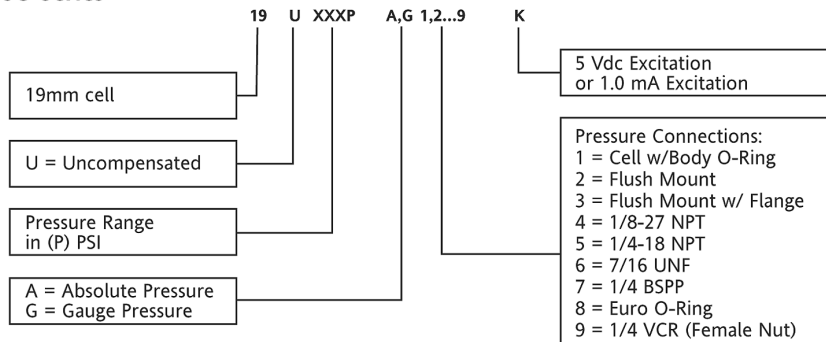 19 U XXXP A,G 1,2...9 K
5 Vdc Excitation
or 1.0 mA Excitation
19mm cell
U = Uncompensated
Pressure Range
in (P) PSI
A = Absolute Pressure
G = Gauge Pressure
Pressure Connections:
1 = Cell w/Body O-Ring
2 = Flush Mount
3 = Flush Mount w/ Flange
4 = 1/8-27 NPT
5 = 1/4-18 NPT
6 = 7/16 UNF
7 = 1/4 BSPP
8 = Euro O-Ring
9 = 1/4 VCR (Female Nut)